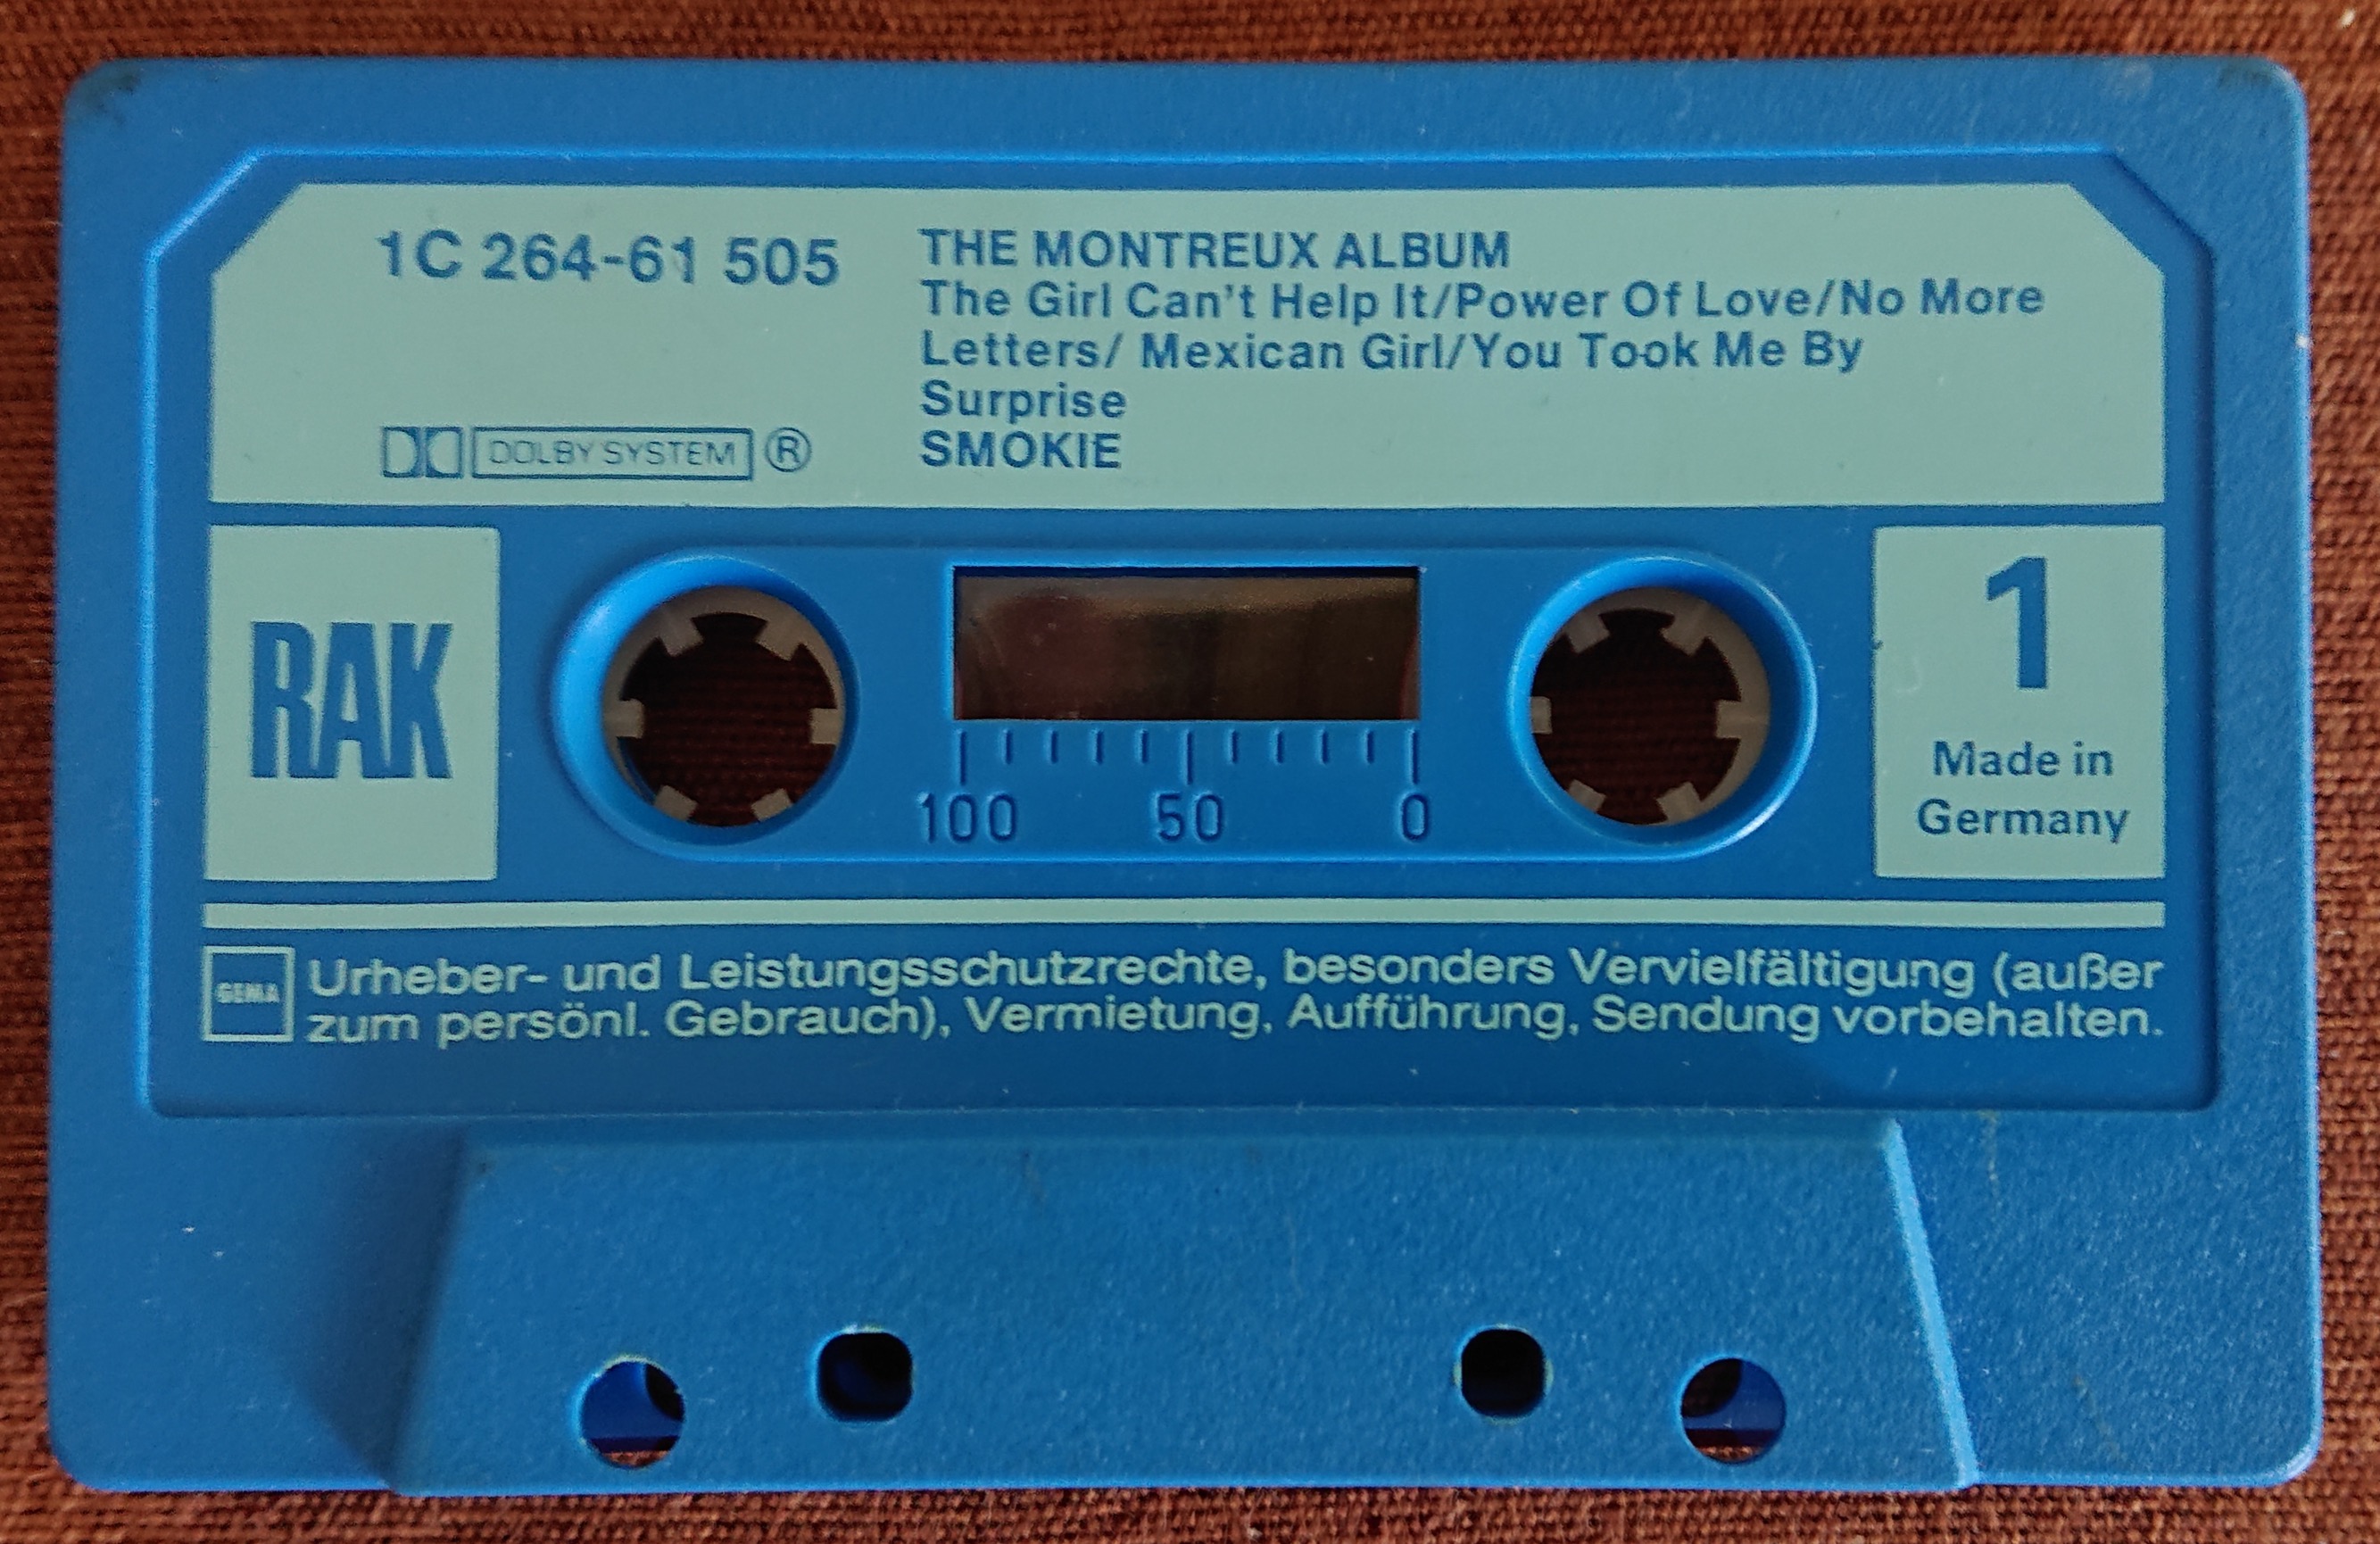 1C 264-61 505
THE MONTREUX ALBUM
The Girl Can't Help It/Power Of Love/No More
Letters/ Mexican Girl/You Took Me By
Surprise
SMOKIE
DOLBY SYSTEM ®
RAK
100 50 0
1
Made in
Germany
GEMA
Urheber- und Leistungsschutzrechte, besonders Vervielfältigung (außer
zum persönl. Gebrauch), Vermietung, Aufführung, Sendung vorbehalten.